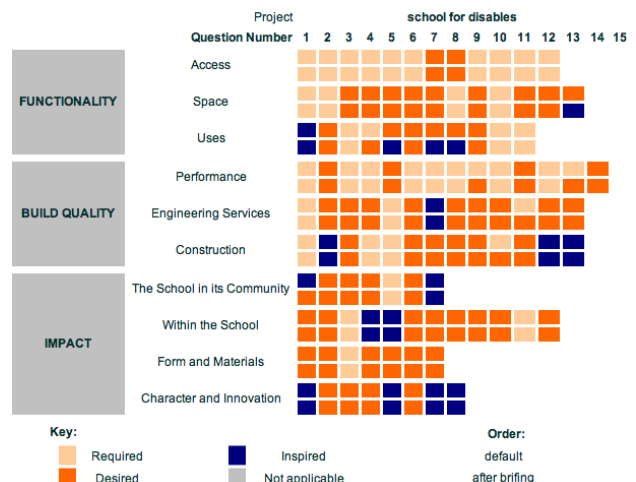 Project school for disables
Question Number 1 2 3 4 5 6 7 8 9 10 11 12 13 14 15
FUNCTIONALITY
Access
Space
Uses
BUILD QUALITY
Performance
Engineering Services
Construction
IMPACT
The School in its Community
Within the School
Form and Materials
Character and Innovation
Key: Order:
Required Inspired default
Desired Not applicable after brifing